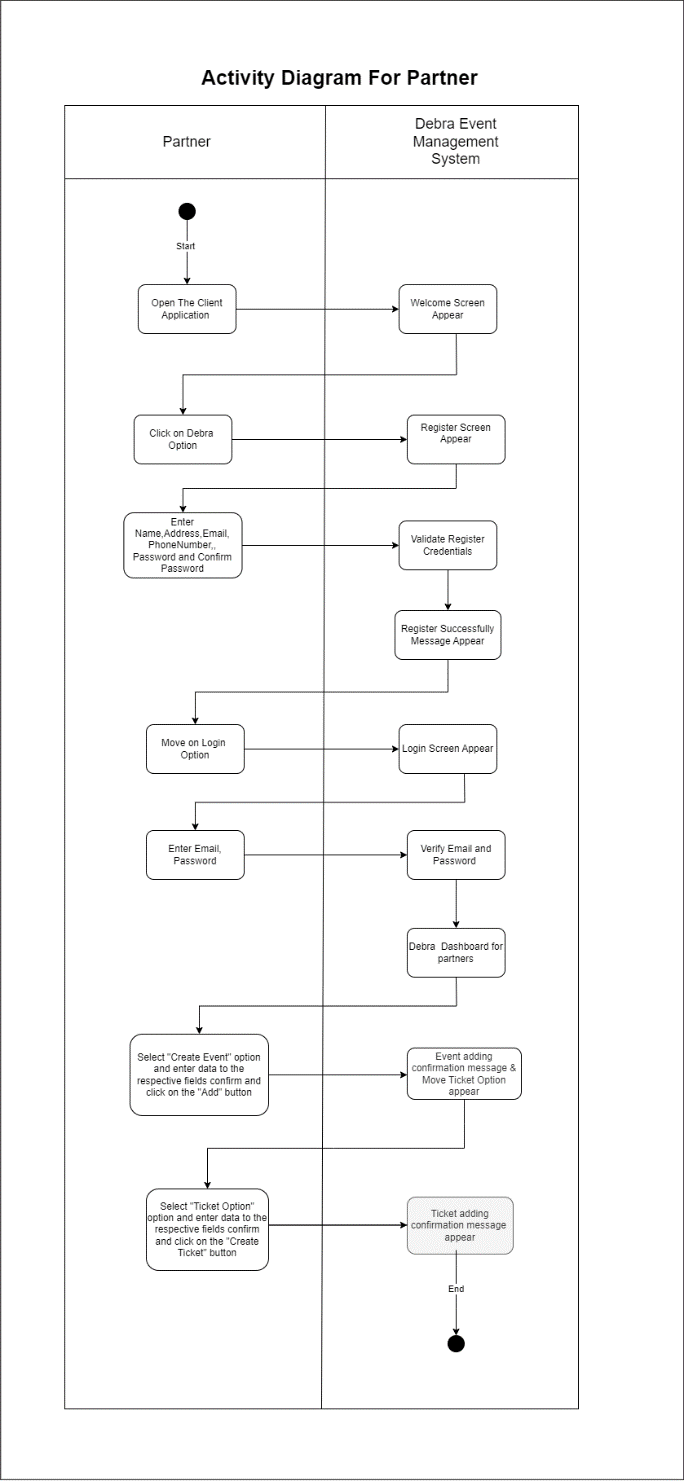 Activity Diagram For Partner
Partner
Debra Event
Management
System
Start
Open The Client
Application
Welcome Screen
Appear
Click on Debra
Option
Register Screen
Appear
Enter
Name,Address,Email,
PhoneNumber,,
Password and Confirm
Password
Validate Register
Credentials
Register Successfully
Message Appear
Move on Login
Option
Login Screen Appear
Enter Email,
Password
Verify Email and
Password
Debra  Dashboard for
partners
Select "Create Event" option
and enter data to the
respective fields confirm and
click on the "Add" button
Event adding
confirmation message &
Move Ticket Option
appear
Select "Ticket Option"
option and enter data to the
respective fields confirm
and click on the "Create
Ticket" button
Ticket adding
confirmation message
appear
End